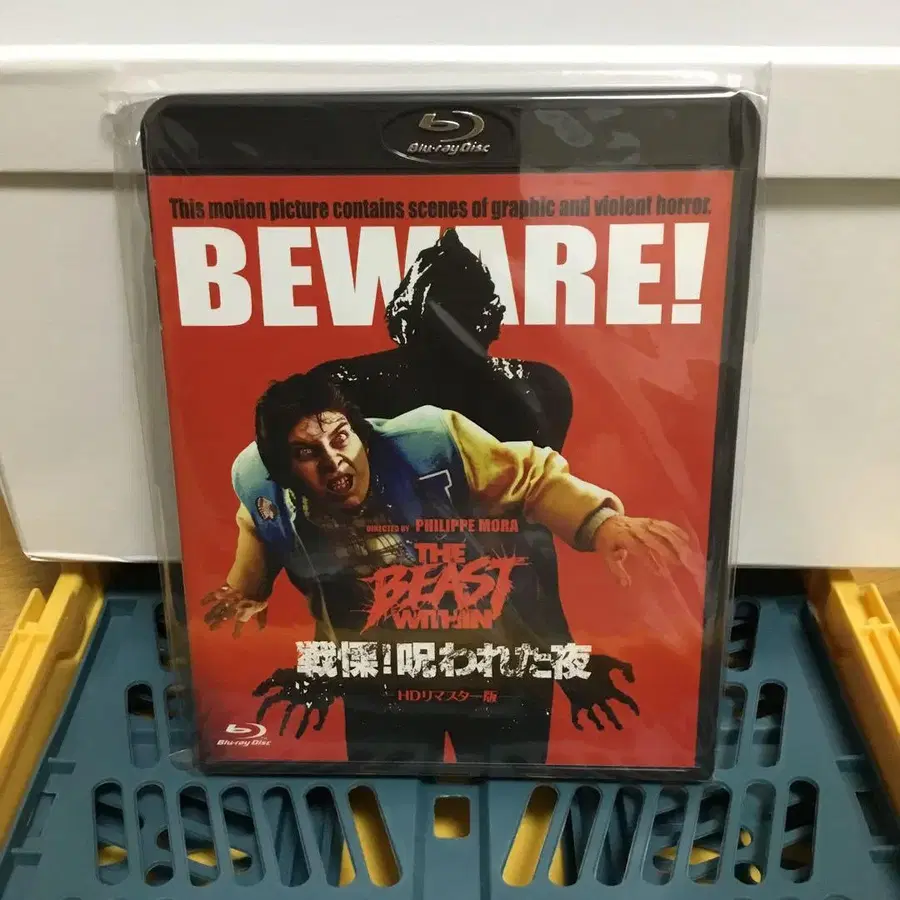 Blu-ray Disc
This motion picture contains scenes of graphic and violent horror.
BEWARE!
DIRECTED BY PHILIPPE MORA
THE
BEAST
WITHIN
戦慄!呪われた夜
HDリマスター版
Blu-ray Disc